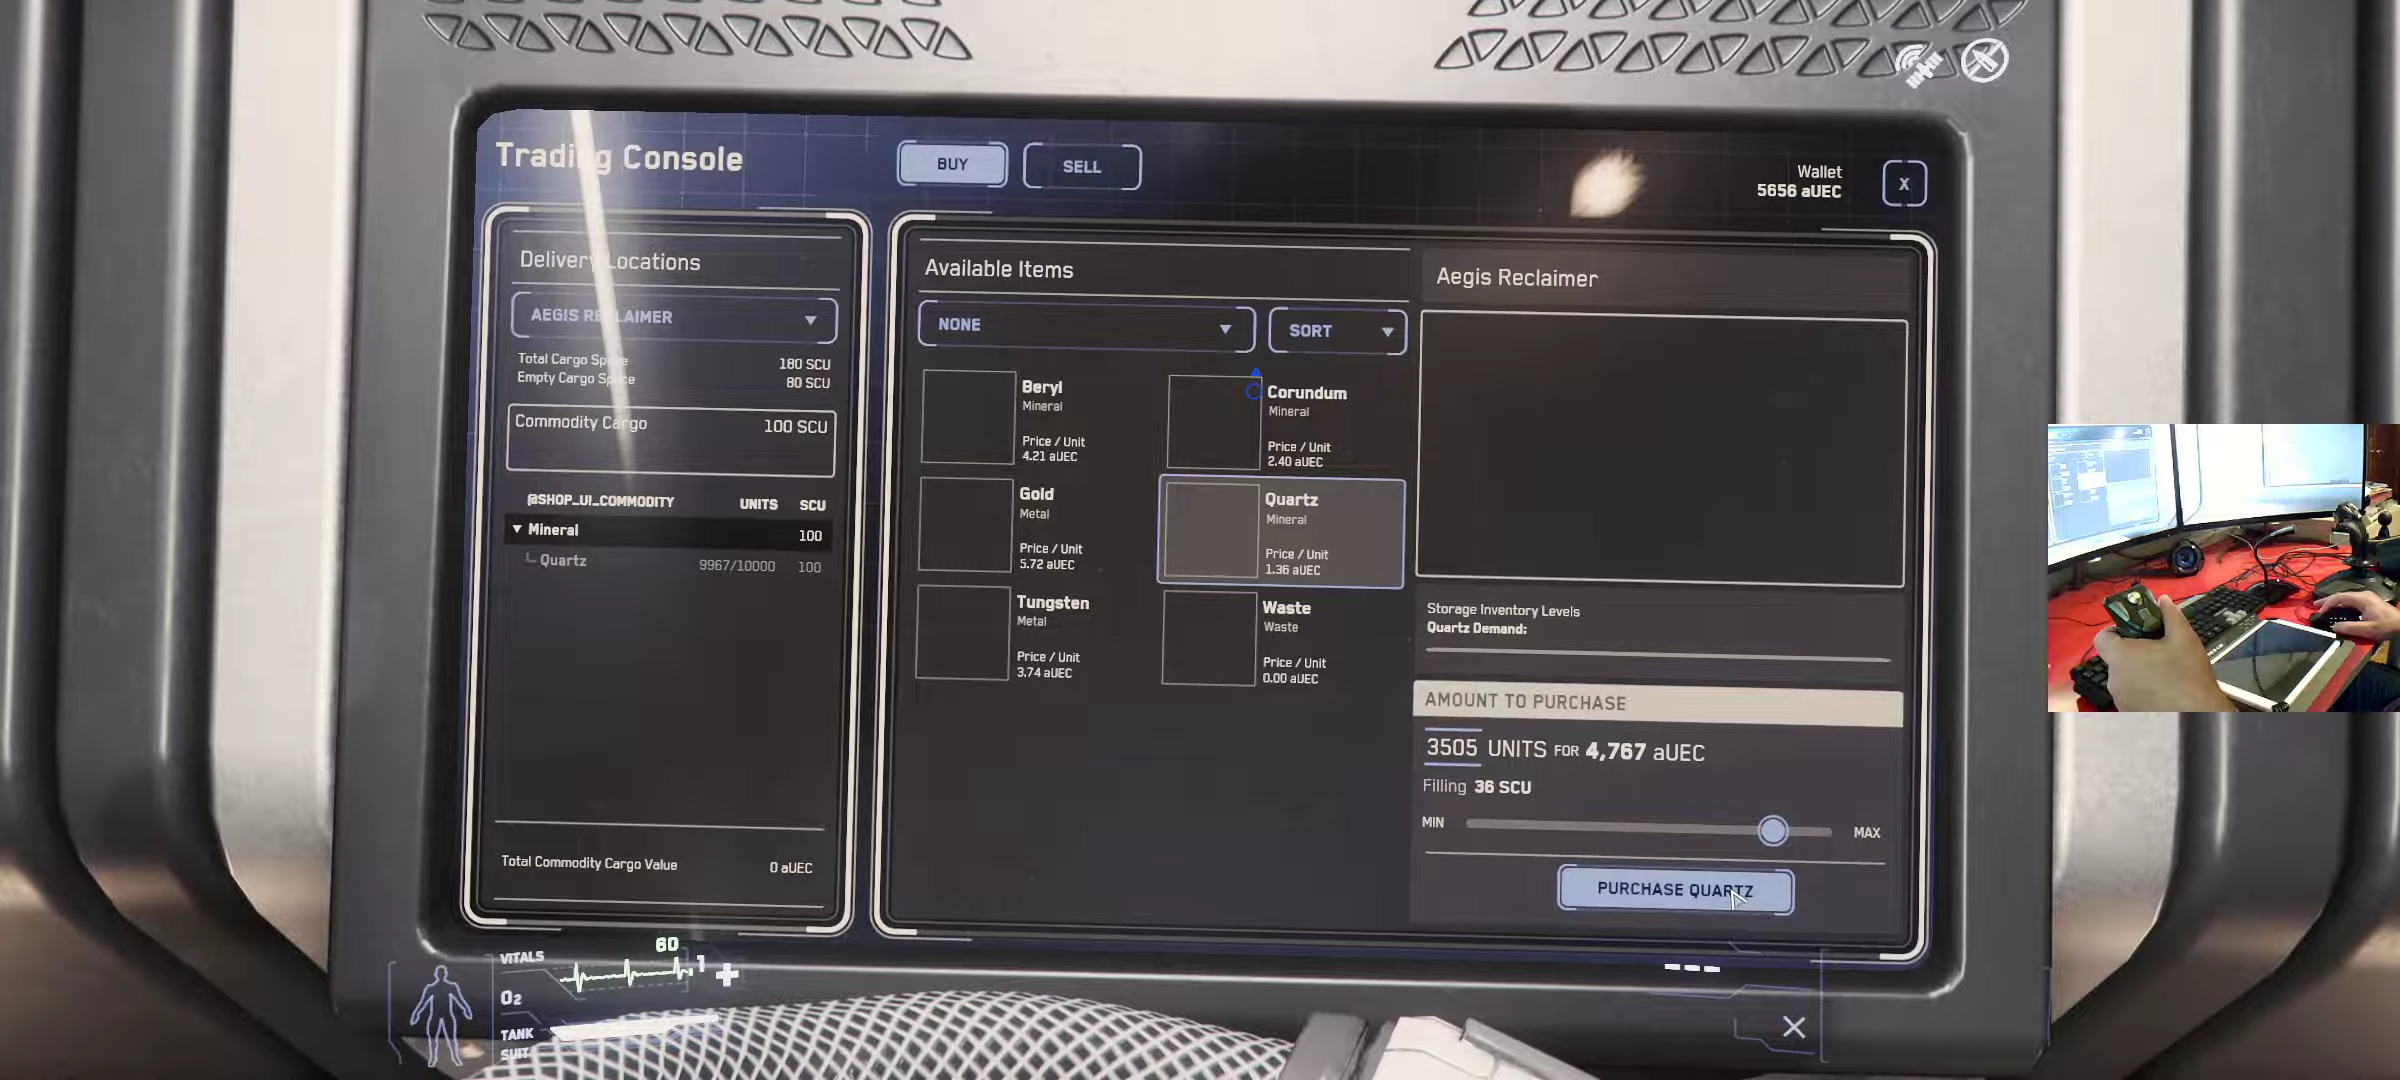 Trading Console
BUY
SELL
Wallet
5656 aUEC
X
Delivery Locations
AEGIS RECLAIMER
Total Cargo Space 180 SCU
Empty Cargo Space 80 SCU
Commodity Cargo 100 SCU
@SHOP_UI_COMMODITY UNITS SCU
Mineral 100
Quartz 9967/10000 100
Total Commodity Cargo Value 0 aUEC
Available Items
NONE
SORT
Beryl
Mineral
Price / Unit
4.21 aUEC
Corundum
Mineral
Price / Unit
2.40 aUEC
Gold
Metal
Price / Unit
5.72 aUEC
Quartz
Mineral
Price / Unit
1.36 aUEC
Tungsten
Metal
Price / Unit
3.74 aUEC
Waste
Waste
Price / Unit
0.00 aUEC
Aegis Reclaimer
Storage Inventory Levels
Quartz Demand:
AMOUNT TO PURCHASE
3505 UNITS FOR 4,767 aUEC
Filling 36 SCU
MIN
MAX
PURCHASE QUARTZ
VITALS
60
1
O2
TANK
SUIT